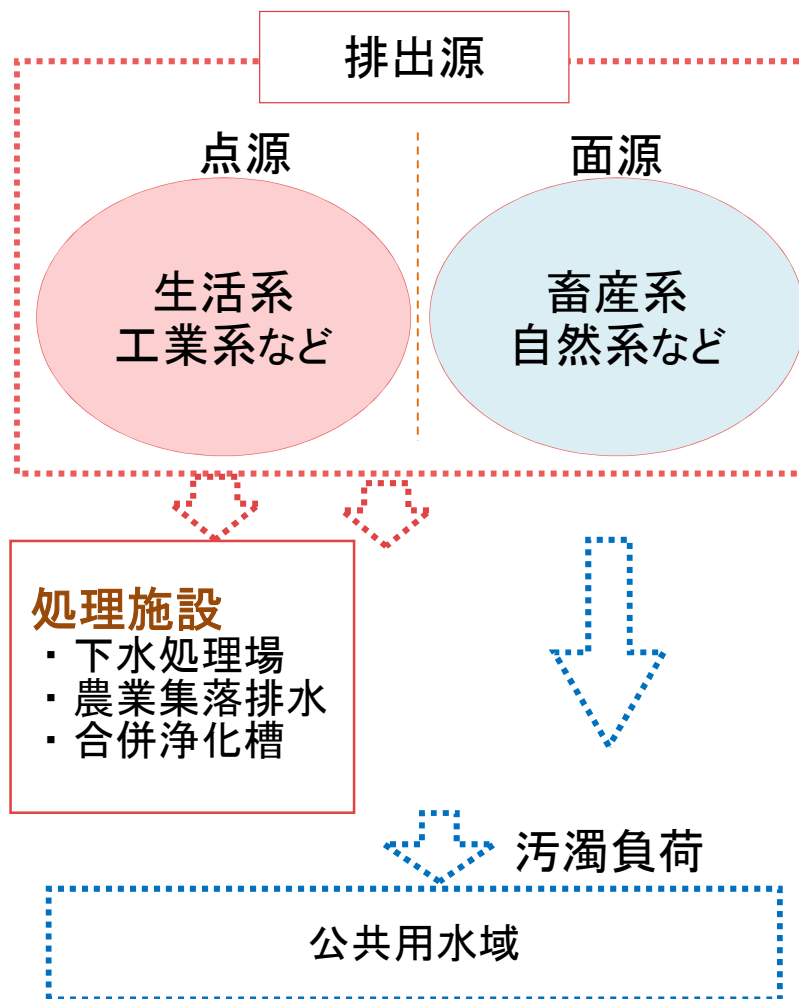 排出源
点源
面源
生活系
工業系など
畜産系
自然系など
処理施設
・下水処理場
・農業集落排水
・合併浄化槽
汚濁負荷
公共用水域